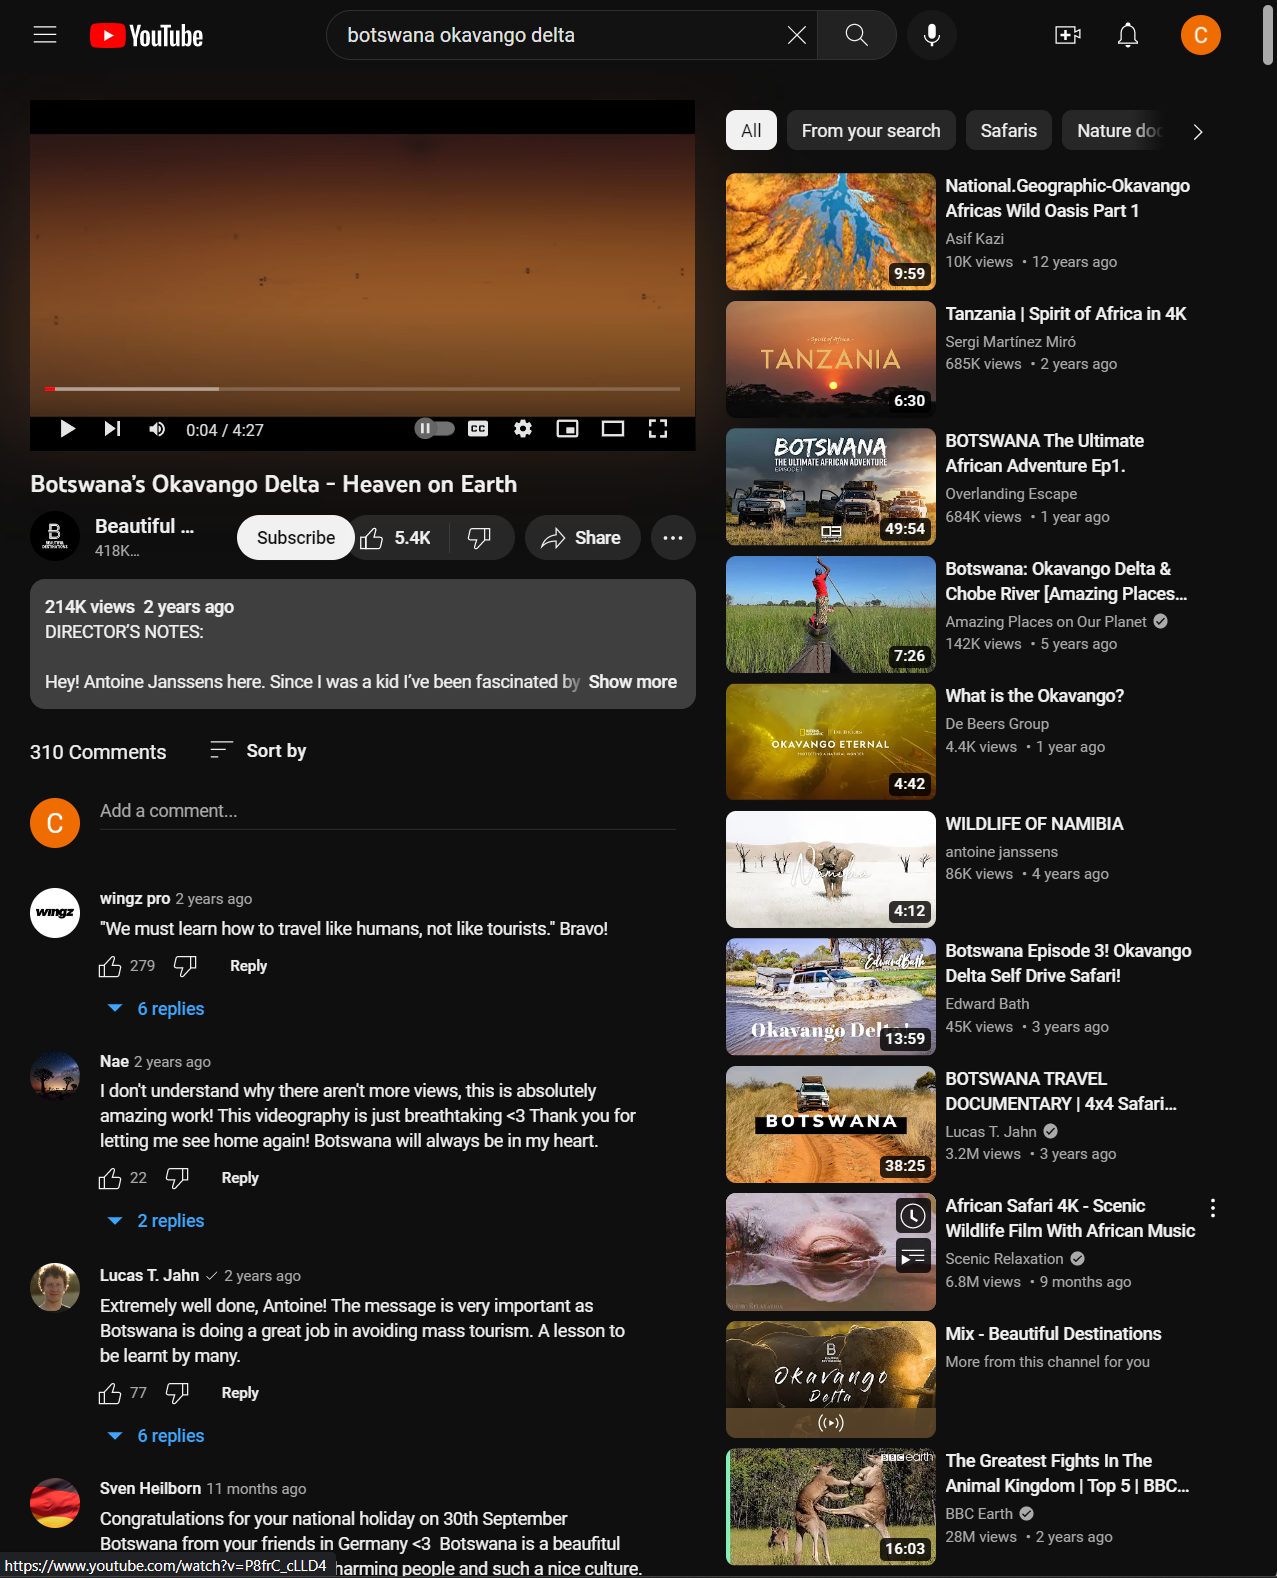 YouTube
botswana okavango delta
C
0:04 / 4:27
CC
Botswana's Okavango Delta - Heaven on Earth
B
BEAUTIFUL DESTINATIONS
Beautiful ...
418K...
Subscribe
5.4K
Share
214K views 2 years ago
DIRECTOR'S NOTES:
Hey! Antoine Janssens here. Since I was a kid I've been fascinated by Show more
310 Comments
Sort by
C
Add a comment...
wingz
wingz pro 2 years ago
"We must learn how to travel like humans, not like tourists." Bravo!
279
Reply
6 replies
Nae 2 years ago
I don't understand why there aren't more views, this is absolutely
amazing work! This videography is just breathtaking <3 Thank you for
letting me see home again! Botswana will always be in my heart.
22
Reply
2 replies
Lucas T. Jahn 2 years ago
Extremely well done, Antoine! The message is very important as
Botswana is doing a great job in avoiding mass tourism. A lesson to
be learnt by many.
77
Reply
6 replies
Sven Heilborn 11 months ago
Congratulations for your national holiday on 30th September
Botswana from your friends in Germany <3 Botswana is a beaufiful
harming people and such a nice culture.
https://www.youtube.com/watch?v=P8frC_cLLD4
All
From your search
Safaris
Nature doc
9:59
National.Geographic-Okavango
Africas Wild Oasis Part 1
Asif Kazi
10K views • 12 years ago
- Spirit of Africa -
TANZANIA
6:30
Tanzania | Spirit of Africa in 4K
Sergi Martínez Miró
685K views • 2 years ago
BOTSWANA
THE ULTIMATE AFRICAN ADVENTURE
EPISODE 1
49:54
BOTSWANA The Ultimate
African Adventure Ep1.
Overlanding Escape
684K views • 1 year ago
7:26
Botswana: Okavango Delta &
Chobe River [Amazing Places...
Amazing Places on Our Planet
142K views • 5 years ago
DE BEERS
OKAVANGO ETERNAL
PROTECTING A NATURAL WONDER
4:42
What is the Okavango?
De Beers Group
4.4K views • 1 year ago
Namibia
4:12
WILDLIFE OF NAMIBIA
antoine janssens
86K views • 4 years ago
EdwardBath
Okavango Delta!
13:59
Botswana Episode 3! Okavango
Delta Self Drive Safari!
Edward Bath
45K views • 3 years ago
BOTSWANA
38:25
BOTSWANA TRAVEL
DOCUMENTARY | 4x4 Safari...
Lucas T. Jahn
3.2M views • 3 years ago
African Safari 4K - Scenic
Wildlife Film With African Music
Scenic Relaxation
6.8M views • 9 months ago
B
Okavango
Delta
Mix - Beautiful Destinations
More from this channel for you
BBC earth
16:03
The Greatest Fights In The
Animal Kingdom | Top 5 | BBC...
BBC Earth
28M views • 2 years ago